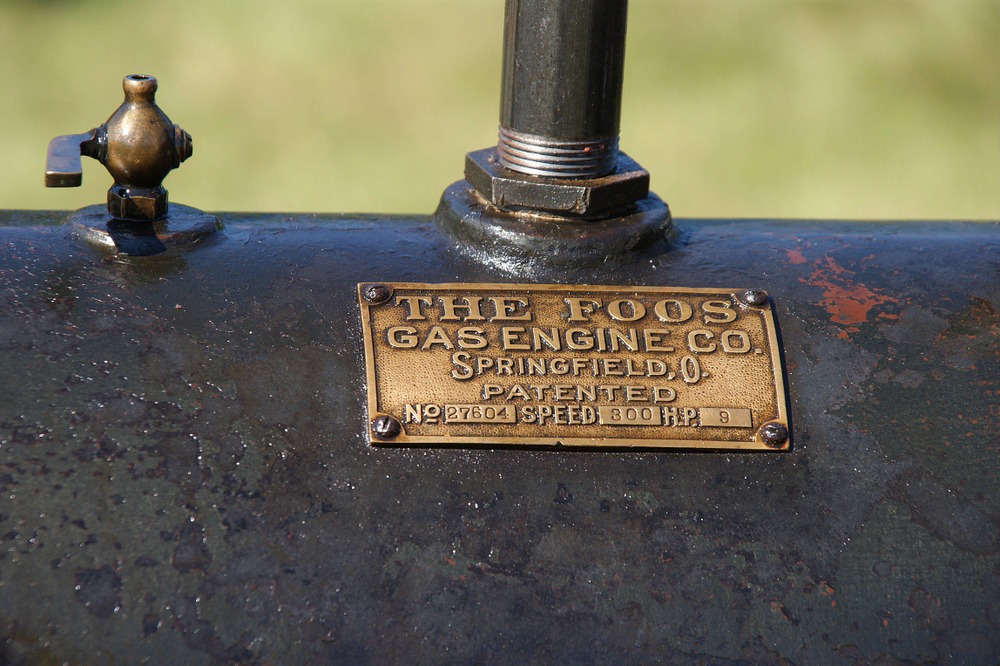 THE FOOS
GAS ENGINE CO.
SPRINGFIELD, O.
PATENTED
No 27604 SPEED 300 H.P. 9